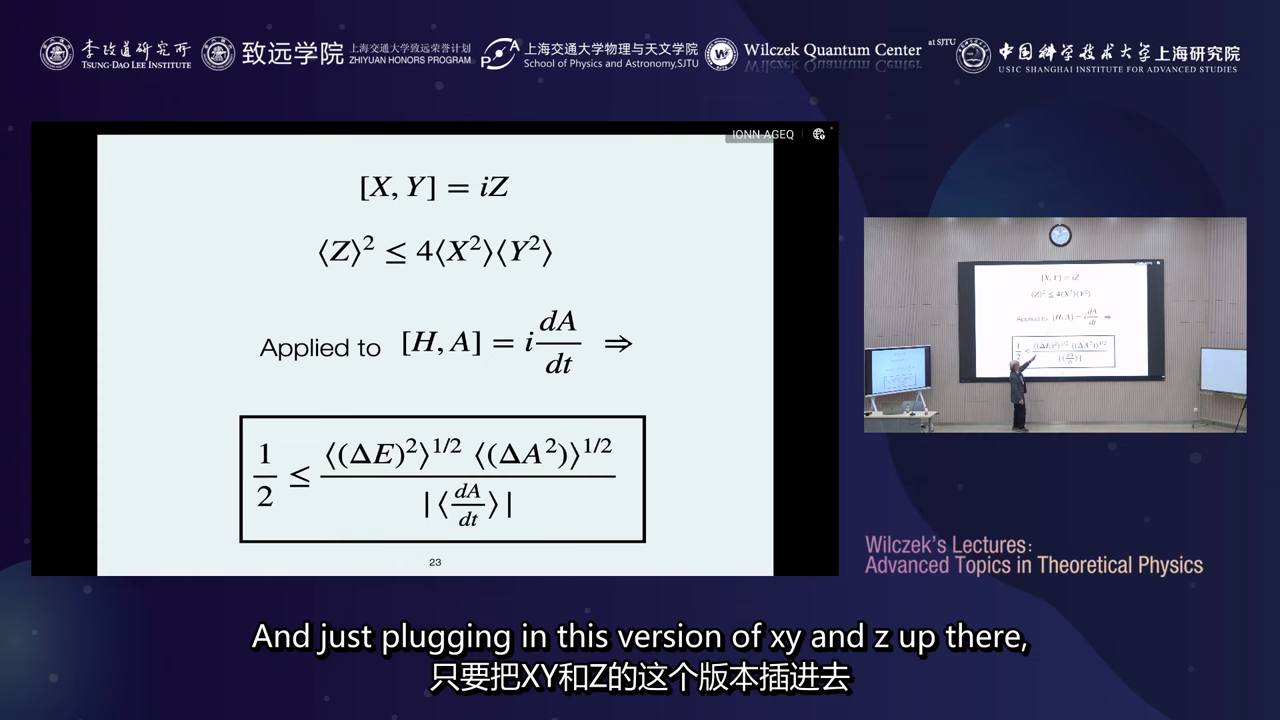 李政道研究所
TSUNG-DAO LEE INSTITUTE
致远学院
上海交通大学致远荣誉计划
ZHIYUAN HONORS PROGRAM
上海交通大学物理与天文学院
School of Physics and Astronomy,SJTU
Wilczek Quantum Center at SJTU
中国科学技术大学上海研究院
USTC SHANGHAI INSTITUTE FOR ADVANCED STUDIES
IONN-AGEQ
[X, Y] = iZ
⟨Z⟩² ≤ 4⟨X²⟩⟨Y²⟩
Applied to [H, A] = i dA/dt ⇒
1/2 ≤ ⟨(ΔE)²⟩^1/2 ⟨(ΔA²)⟩^1/2 / |⟨dA/dt⟩|
23
Wilczek's Lectures:
Advanced Topics in Theoretical Physics
And just plugging in this version of xy and z up there,
只要把XY和Z的这个版本插进去